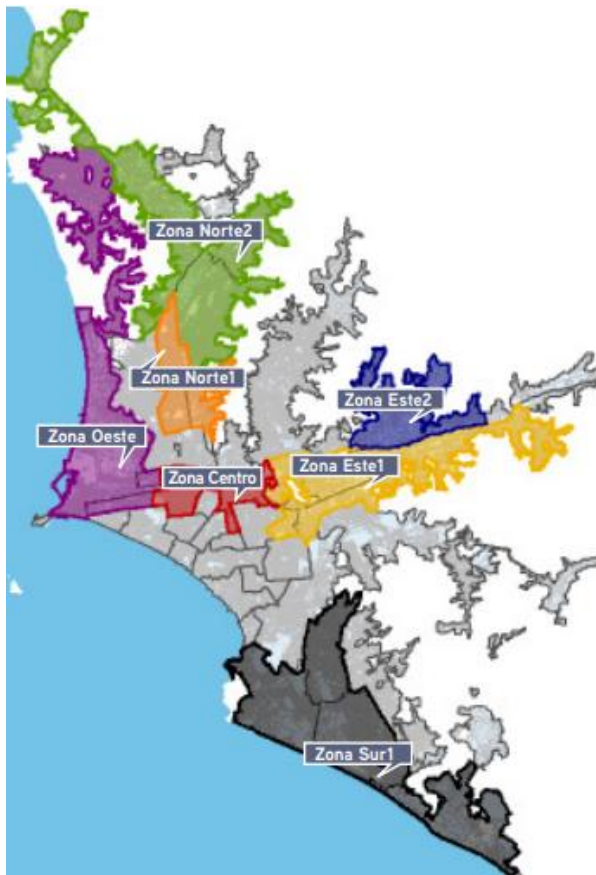 Zona Norte2
Zona Norte1
Zona Este2
Zona Oeste
Zona Este1
Zona Centro
Zona Sur1